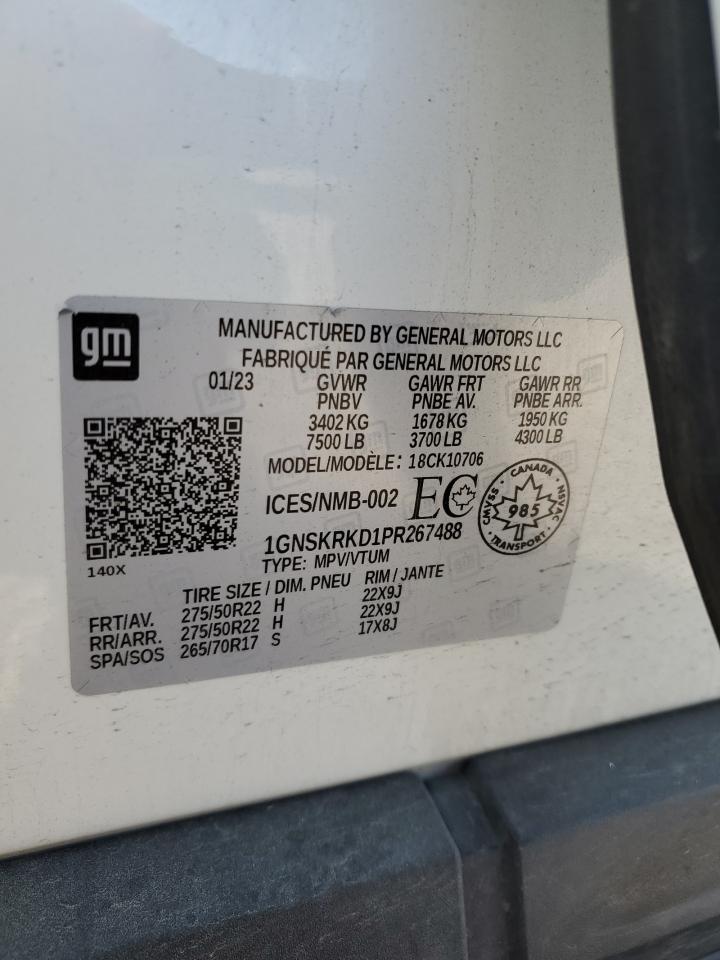 gm
MANUFACTURED BY GENERAL MOTORS LLC
FABRIQUÉ PAR GENERAL MOTORS LLC
01/23 GVWR GAWR FRT GAWR RR
PNBV PNBE AV. PNBE ARR.
3402 KG 1678 KG 1950 KG
7500 LB 3700 LB 4300 LB
MODEL/MODÈLE: 18CK10706
ICES/NMB-002 EC
CANADA
CMVSS 985 NSVAC
TRANSPORT
1GNSKRKD1PR267488
TYPE: MPV/VTUM
140X
TIRE SIZE / DIM. PNEU RIM / JANTE
FRT/AV. 275/50R22 H 22X9J
RR/ARR. 275/50R22 H 22X9J
SPA/SOS 265/70R17 S 17X8J